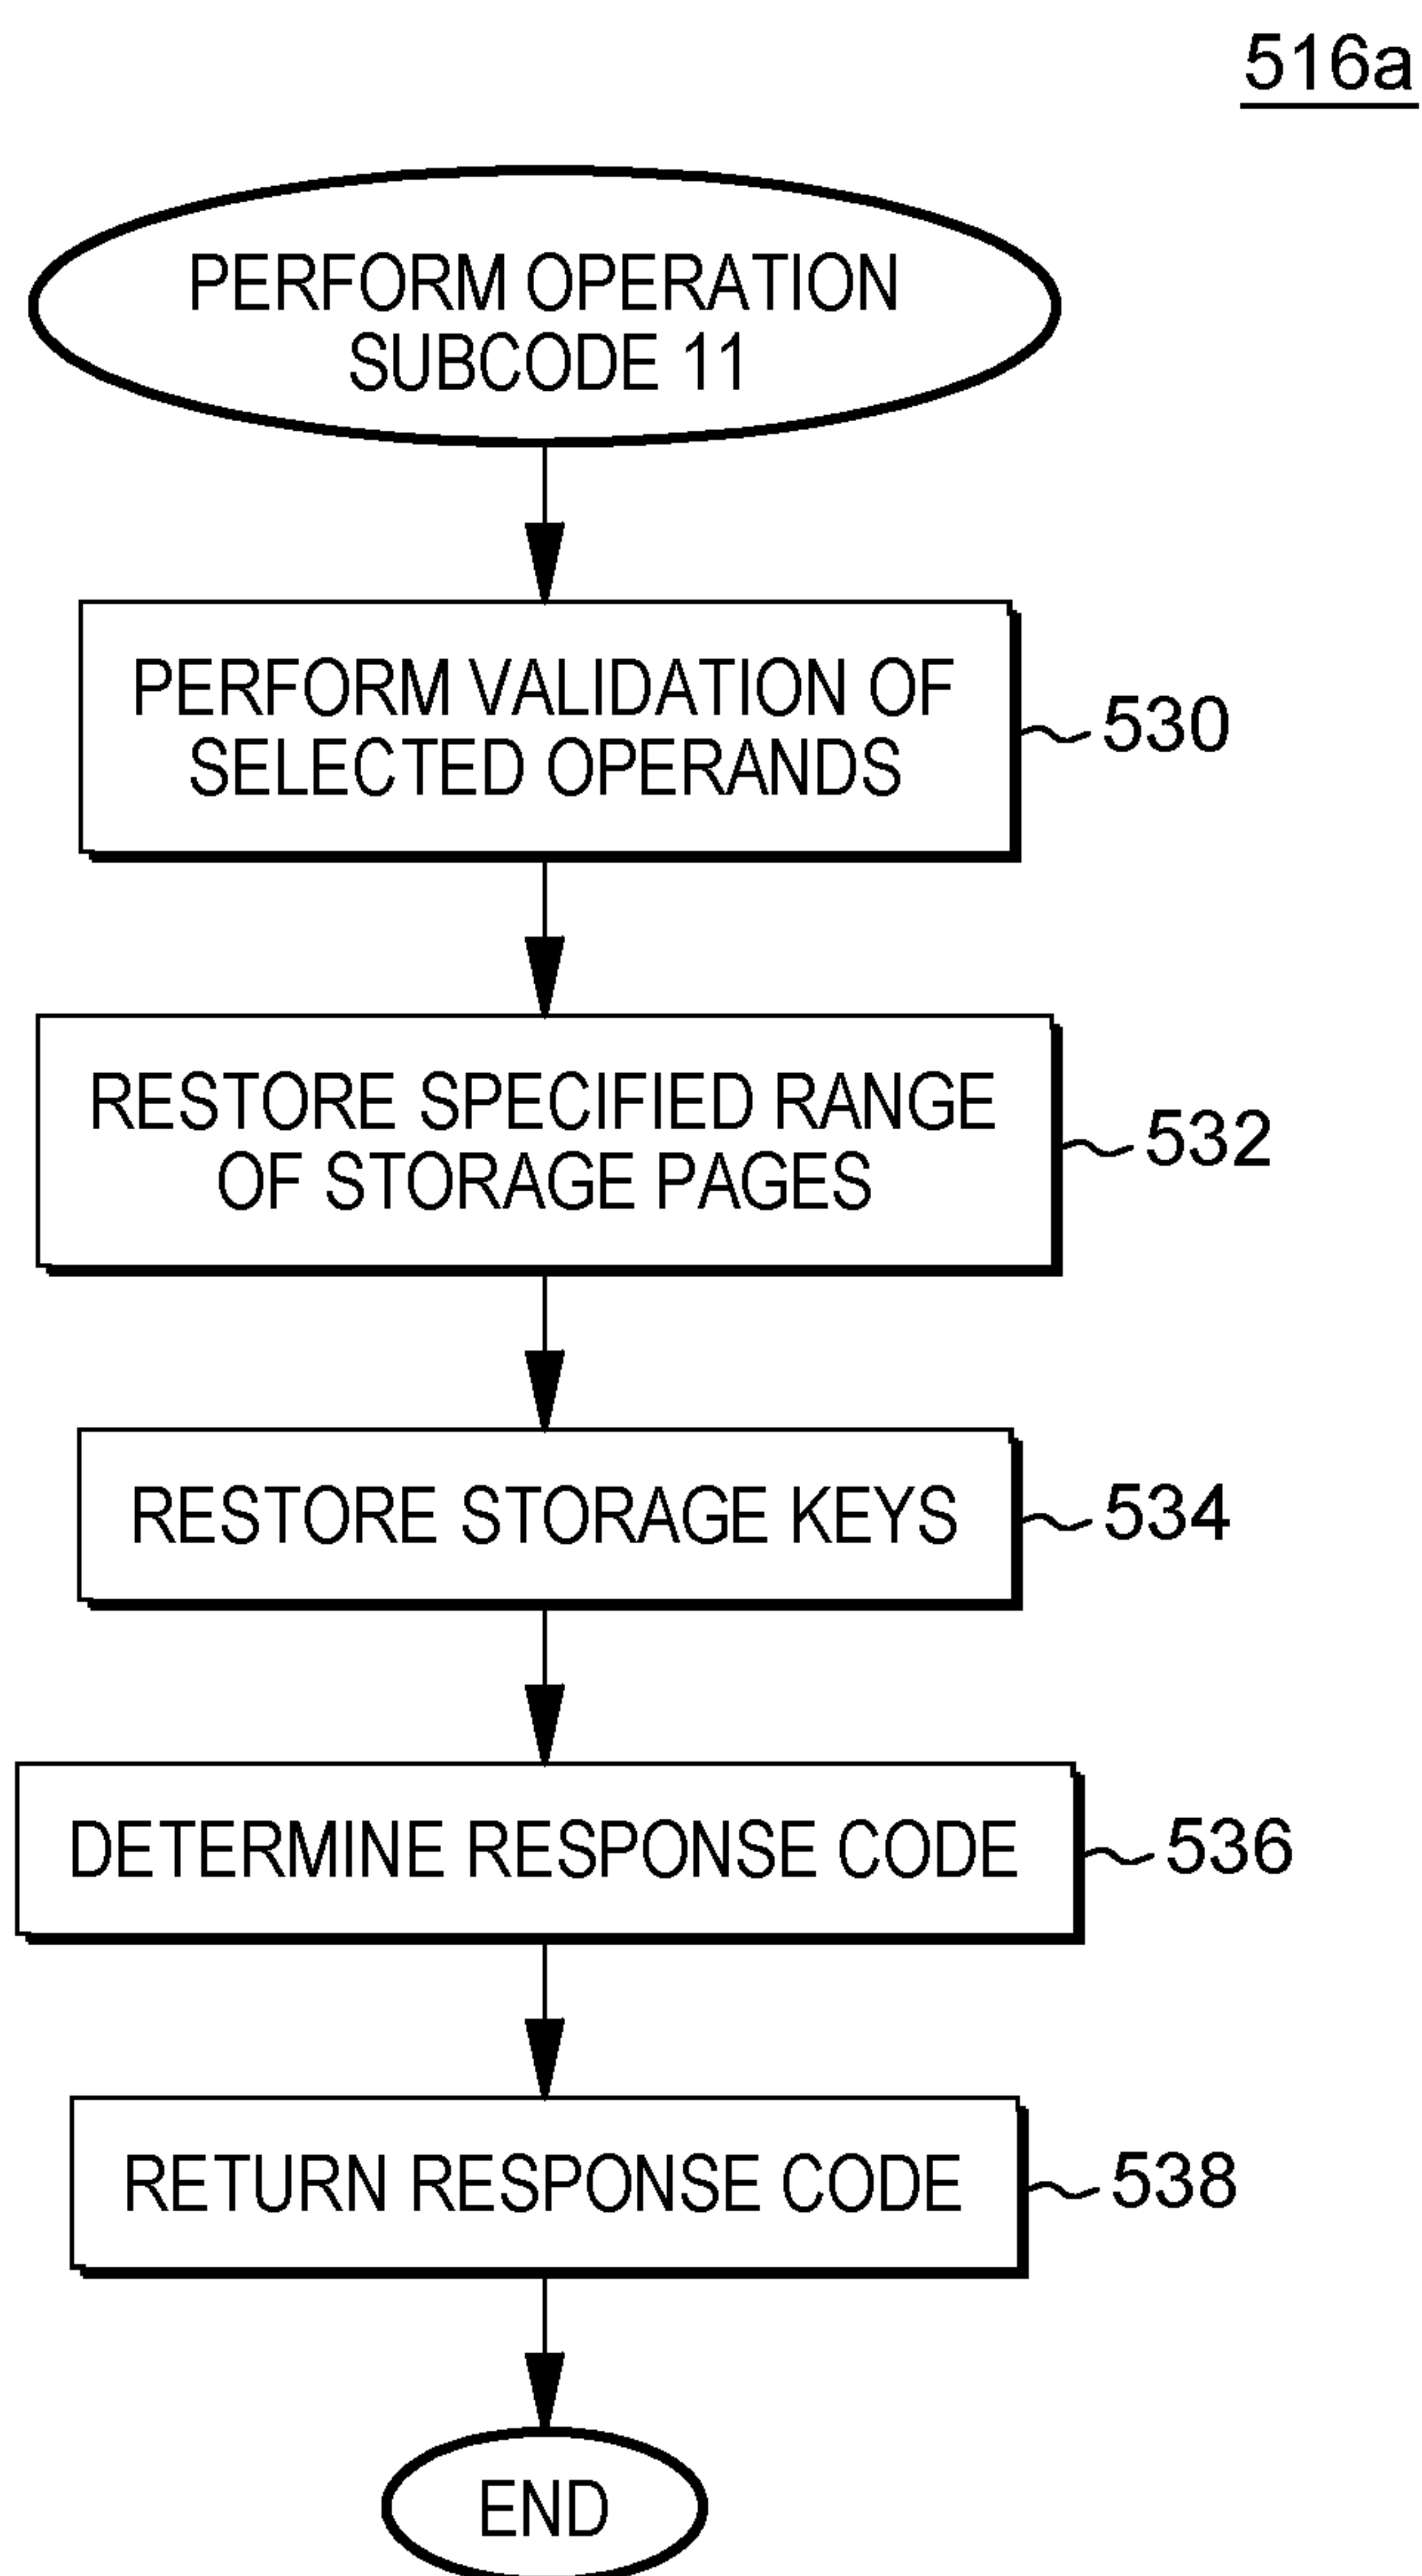 516a
PERFORM OPERATION
SUBCODE 11
PERFORM VALIDATION OF
SELECTED OPERANDS
530
RESTORE SPECIFIED RANGE
OF STORAGE PAGES
532
RESTORE STORAGE KEYS
534
DETERMINE RESPONSE CODE
536
RETURN RESPONSE CODE
538
END